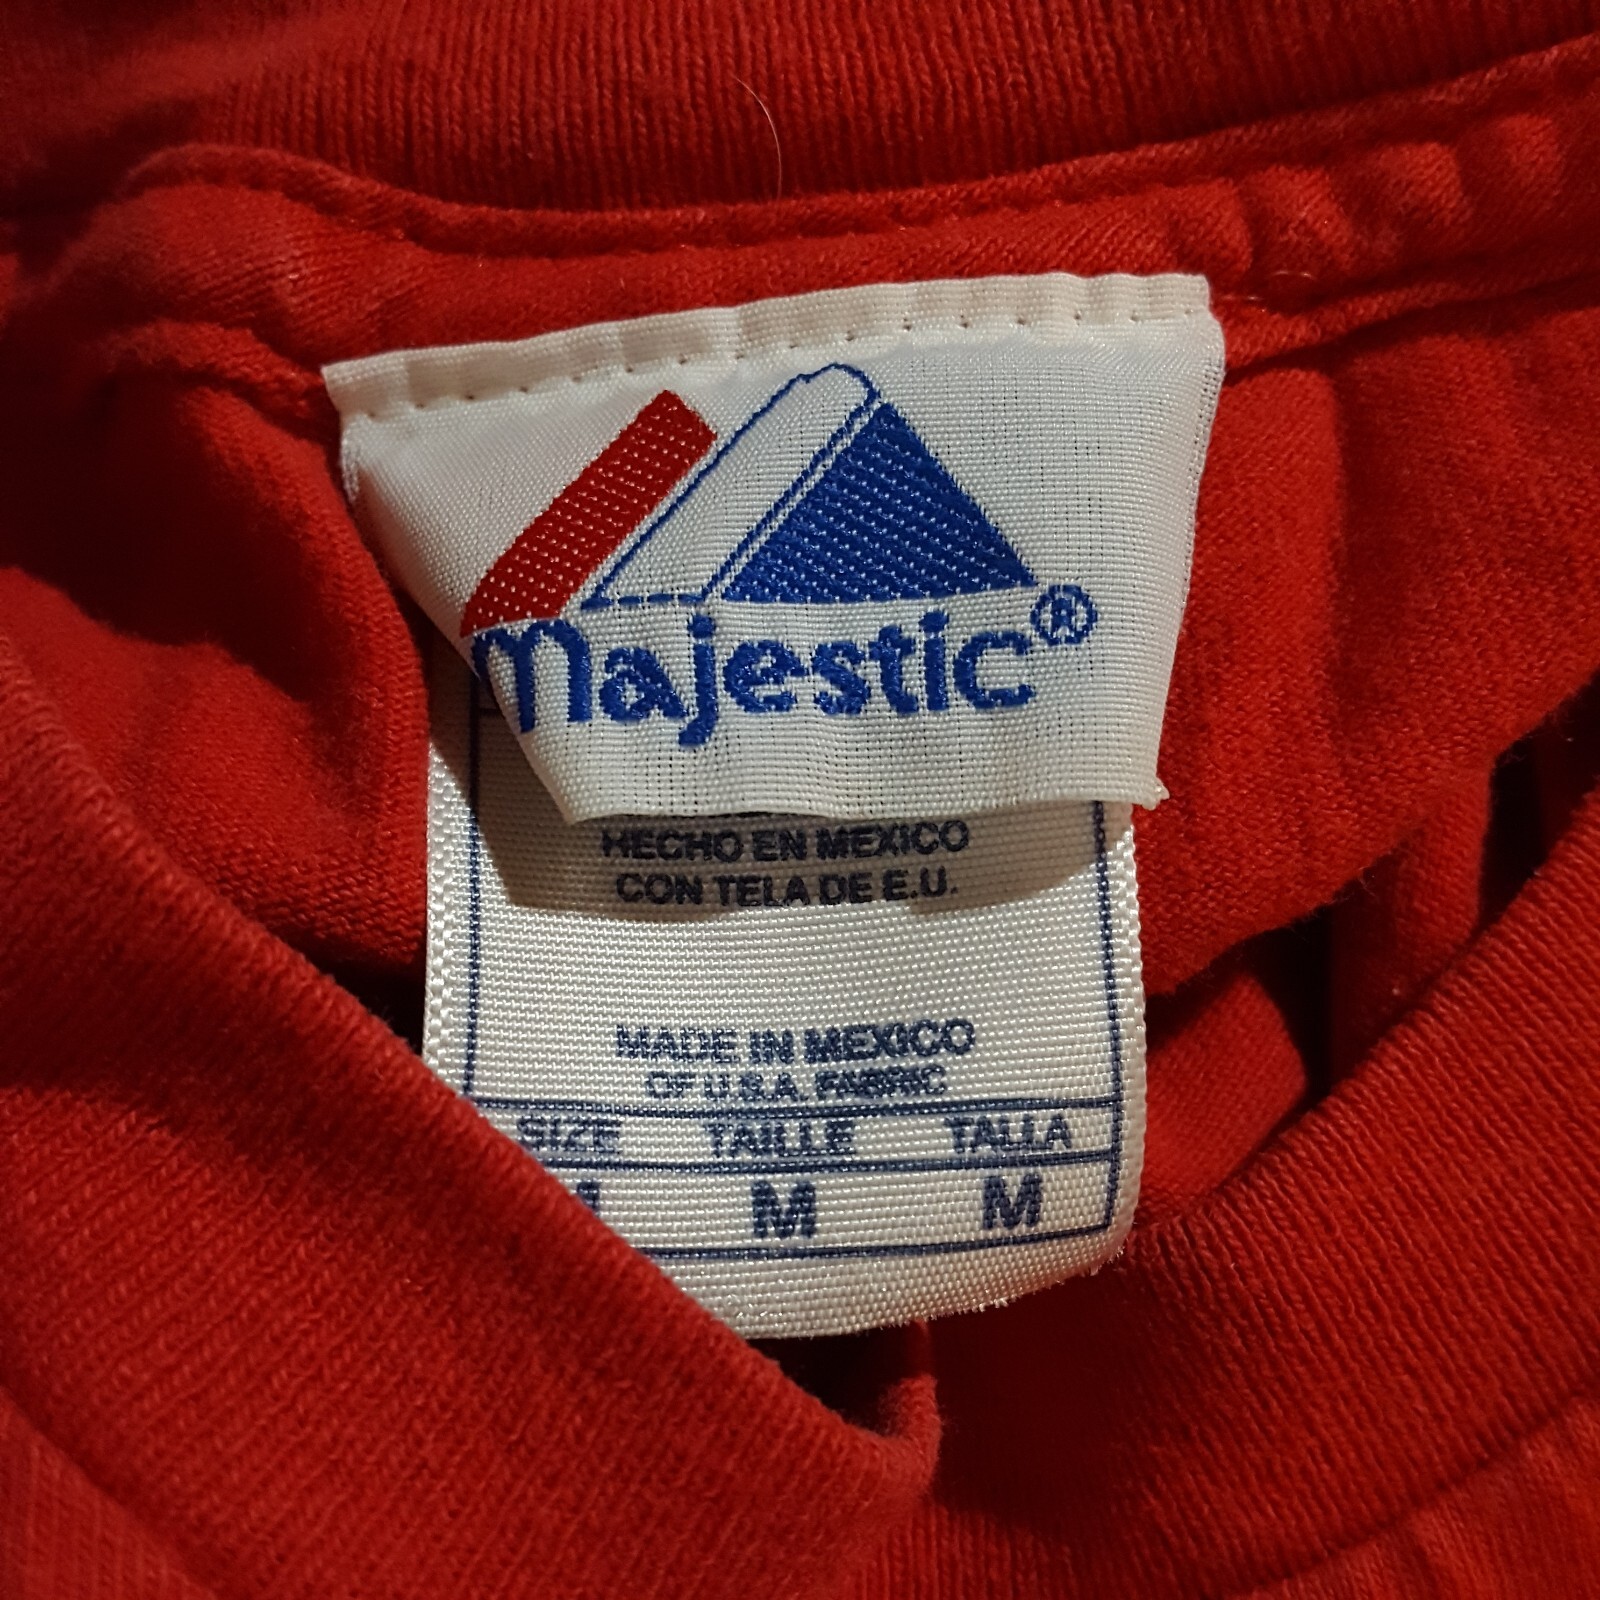 Majestic®
HECHO EN MEXICO
CON TELA DE E.U.
MADE IN MEXICO
OF U.S.A. FABRIC
SIZE TAILLE TALLA
M M